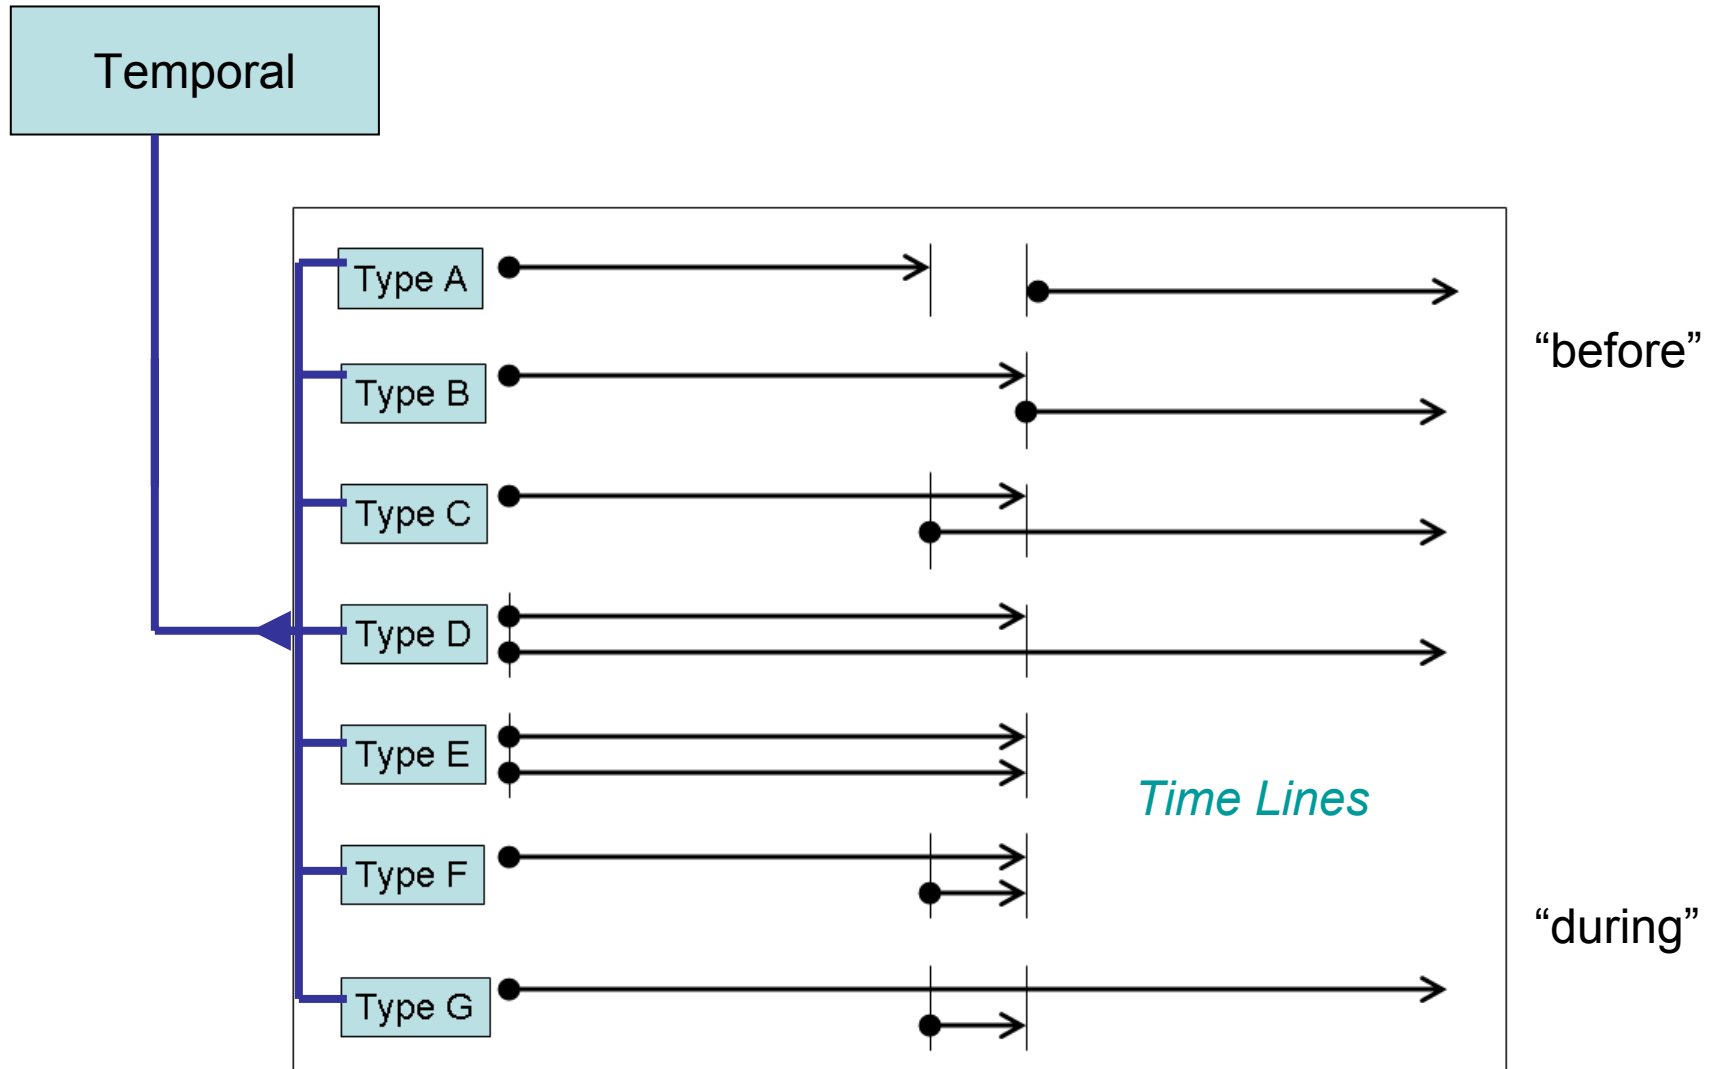 Temporal
Type A
“before”
Type B
Type C
Type D
Type E
Time Lines
Type F
“during”
Type G